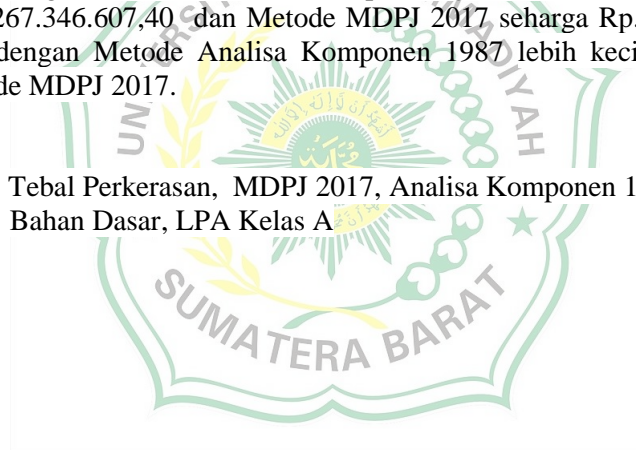 267.346.607,40 dan Metode MDPJ 2017 seharga Rp.
dengan Metode Analisa Komponen 1987 lebih keci
de MDPJ 2017.
Tebal Perkerasan, MDPJ 2017, Analisa Komponen 1
Bahan Dasar, LPA Kelas A
SUMATERA BARAT